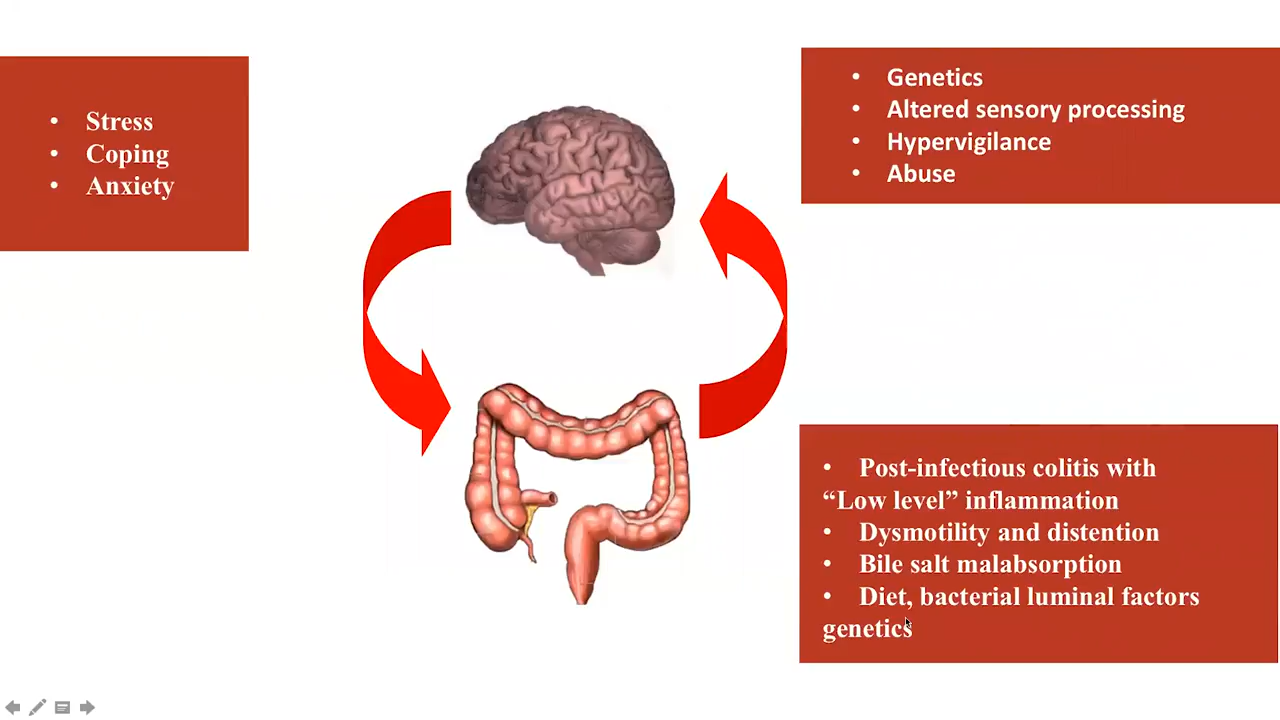 • Stress
• Coping
• Anxiety
• Genetics
• Altered sensory processing
• Hypervigilance
• Abuse
• Post-infectious colitis with
“Low level” inflammation
• Dysmotility and distention
• Bile salt malabsorption
• Diet, bacterial luminal factors
genetics